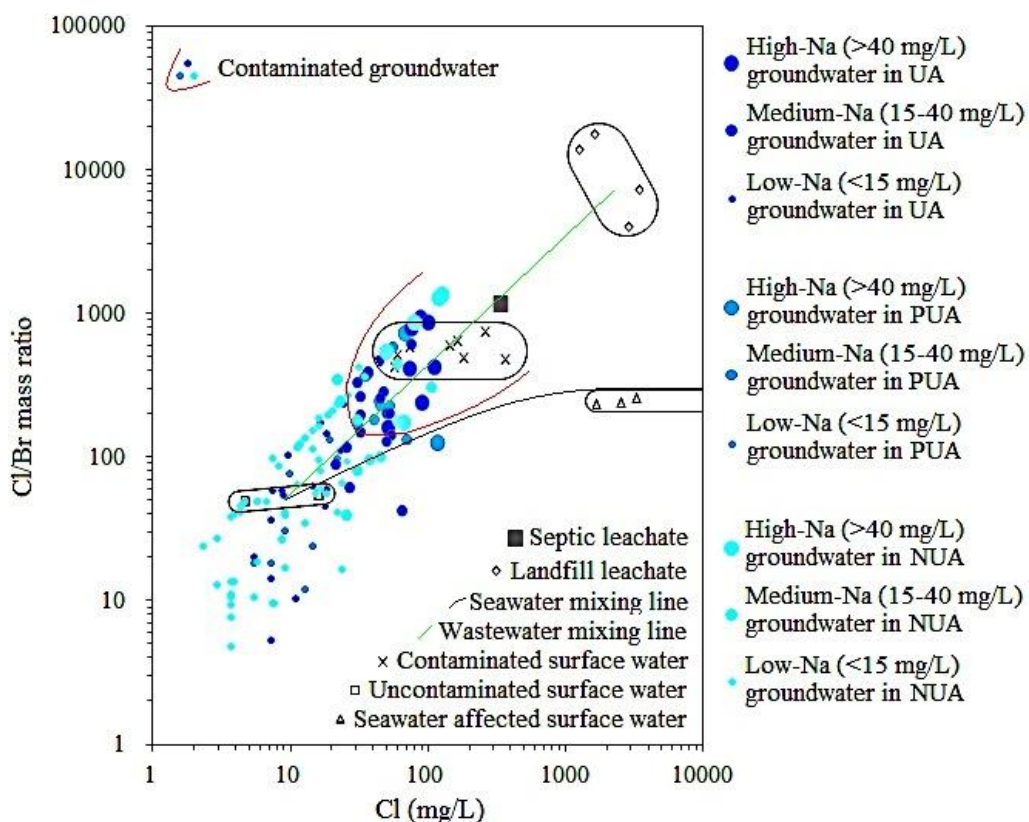 100000
10000
1000
100
10
1
Cl/Br mass ratio
1
10
100
1000
10000
Cl (mg/L)
Contaminated groundwater
Septic leachate
Landfill leachate
Seawater mixing line
Wastewater mixing line
Contaminated surface water
Uncontaminated surface water
Seawater affected surface water
High-Na (>40 mg/L)
groundwater in UA
Medium-Na (15-40 mg/L)
groundwater in UA
Low-Na (<15 mg/L)
groundwater in UA
High-Na (>40 mg/L)
groundwater in PUA
Medium-Na (15-40 mg/L)
groundwater in PUA
Low-Na (<15 mg/L)
groundwater in PUA
High-Na (>40 mg/L)
groundwater in NUA
Medium-Na (15-40 mg/L)
groundwater in NUA
Low-Na (<15 mg/L)
groundwater in NUA